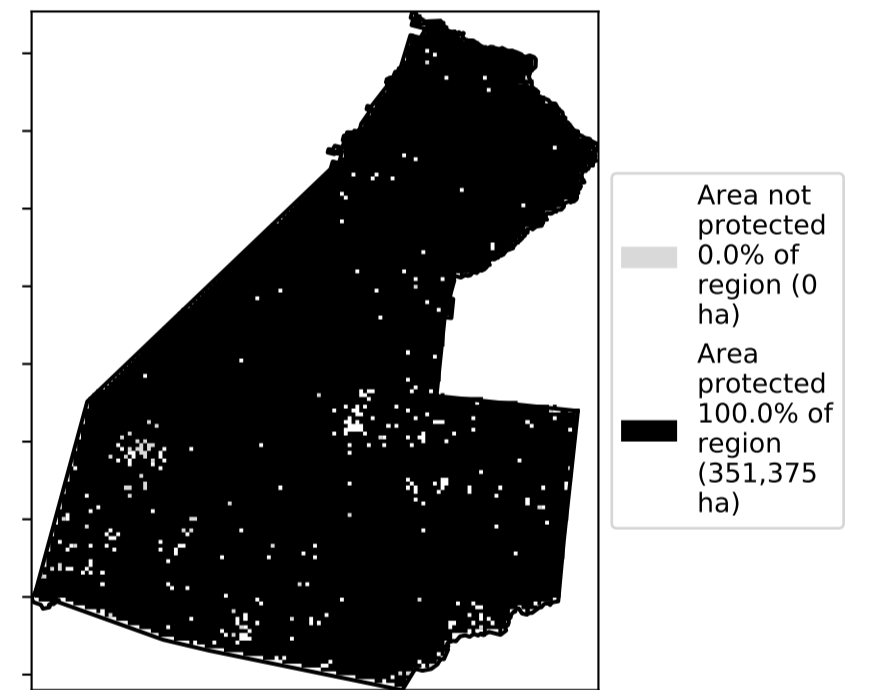 Area not
protected
0.0% of
region (0
ha)
Area
protected
100.0% of
region
(351,375
ha)